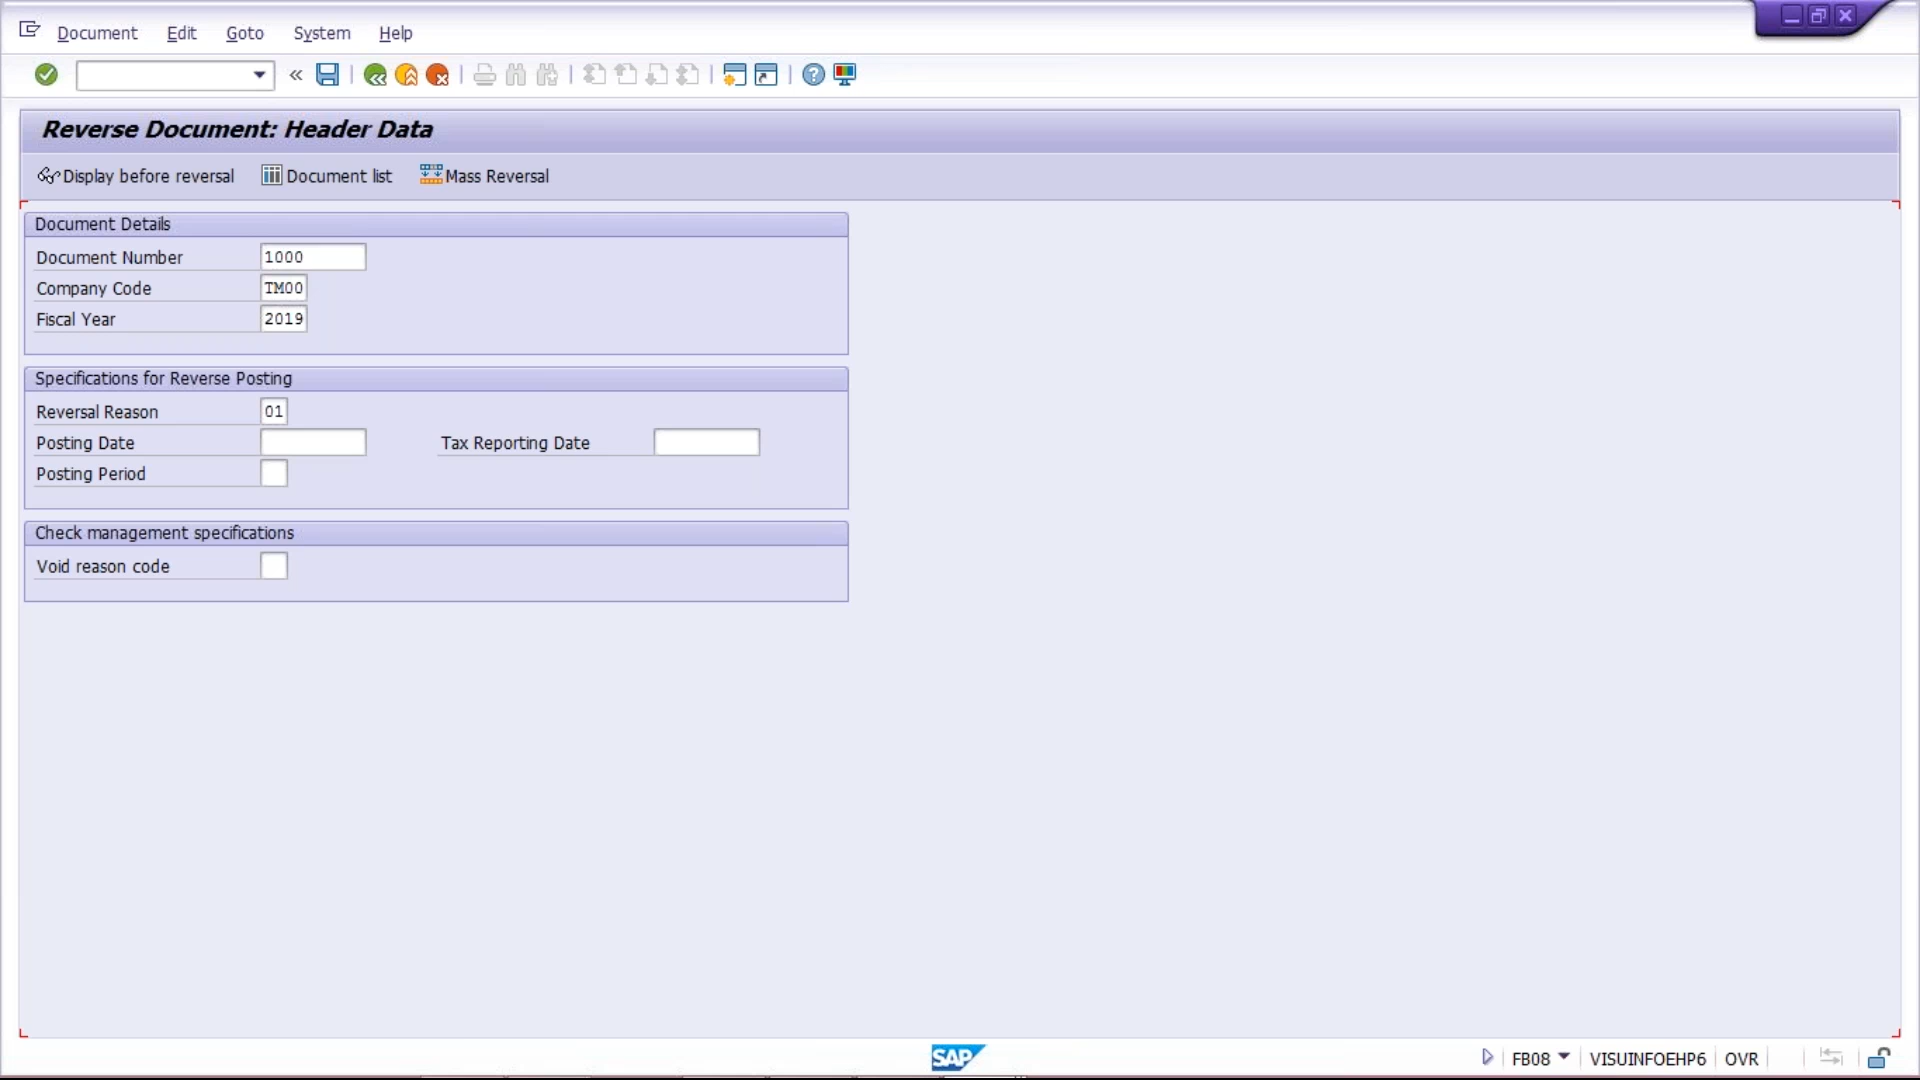 Document Edit Goto System Help
Reverse Document: Header Data
Display before reversal Document list Mass Reversal
Document Details
Document Number 1000
Company Code TM00
Fiscal Year 2019
Specifications for Reverse Posting
Reversal Reason 01
Posting Date Tax Reporting Date
Posting Period
Check management specifications
Void reason code
SAP FB08 VISUINFOEHP6 OVR